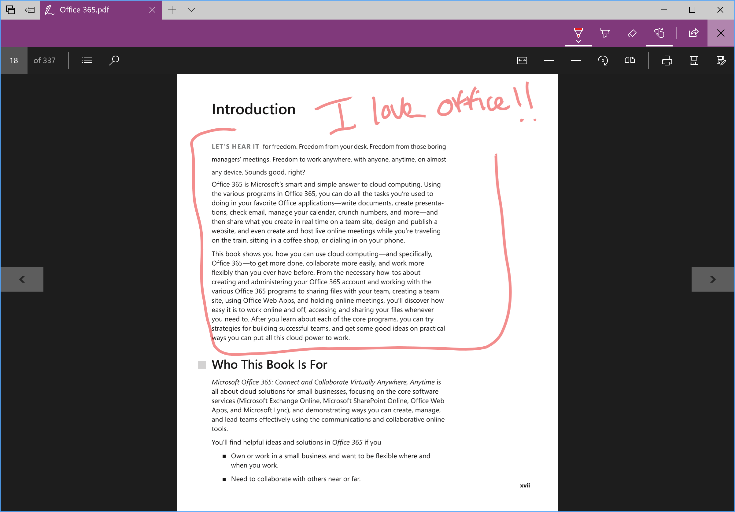 Office 365.pdf
18 of 337
Introduction
I love office!!
LET'S HEAR IT for freedom. Freedom from your desk. Freedom from those boring
managers' meetings. Freedom to work anywhere, with anyone, anytime, on almost
any device. Sounds good, right?
Office 365 is Microsoft's smart and simple answer to cloud computing. Using
the various programs in Office 365, you can do all the tasks you're used to
doing in your favorite Office applications—write documents, create presenta-
tions, check email, manage your calendar, crunch numbers, and more—and
then share what you create in real time on a team site, design and publish a
website, and even create and host live online meetings while you're traveling
on the train, sitting in a coffee shop, or dialing in on your phone.
This book shows you how you can use cloud computing—and specifically,
Office 365—to get more done, collaborate more easily, and work more
flexibly than you ever have before. From the necessary how-tos about
creating and administering your Office 365 account and working with the
various Office 365 programs to sharing files with your team, creating a team
site, using Office Web Apps, and holding online meetings, you'll discover how
easy it is to work online and off, accessing and sharing your files whenever
you need to. After you learn about each of the core programs, you can try
strategies for building successful teams, and get some good ideas on practical
ways you can put all this cloud power to work.
Who This Book Is For
Microsoft Office 365: Connect and Collaborate Virtually Anywhere, Anytime is
all about cloud solutions for small businesses, focusing on the core software
services (Microsoft Exchange Online, Microsoft SharePoint Online, Office Web
Apps, and Microsoft Lync), and demonstrating ways you can create, manage,
and lead teams effectively using the communications and collaborative online
tools.
You'll find helpful ideas and solutions in Office 365 if you
■ Own or work in a small business and want to be flexible where and
when you work.
■ Need to collaborate with others near or far.
xvii